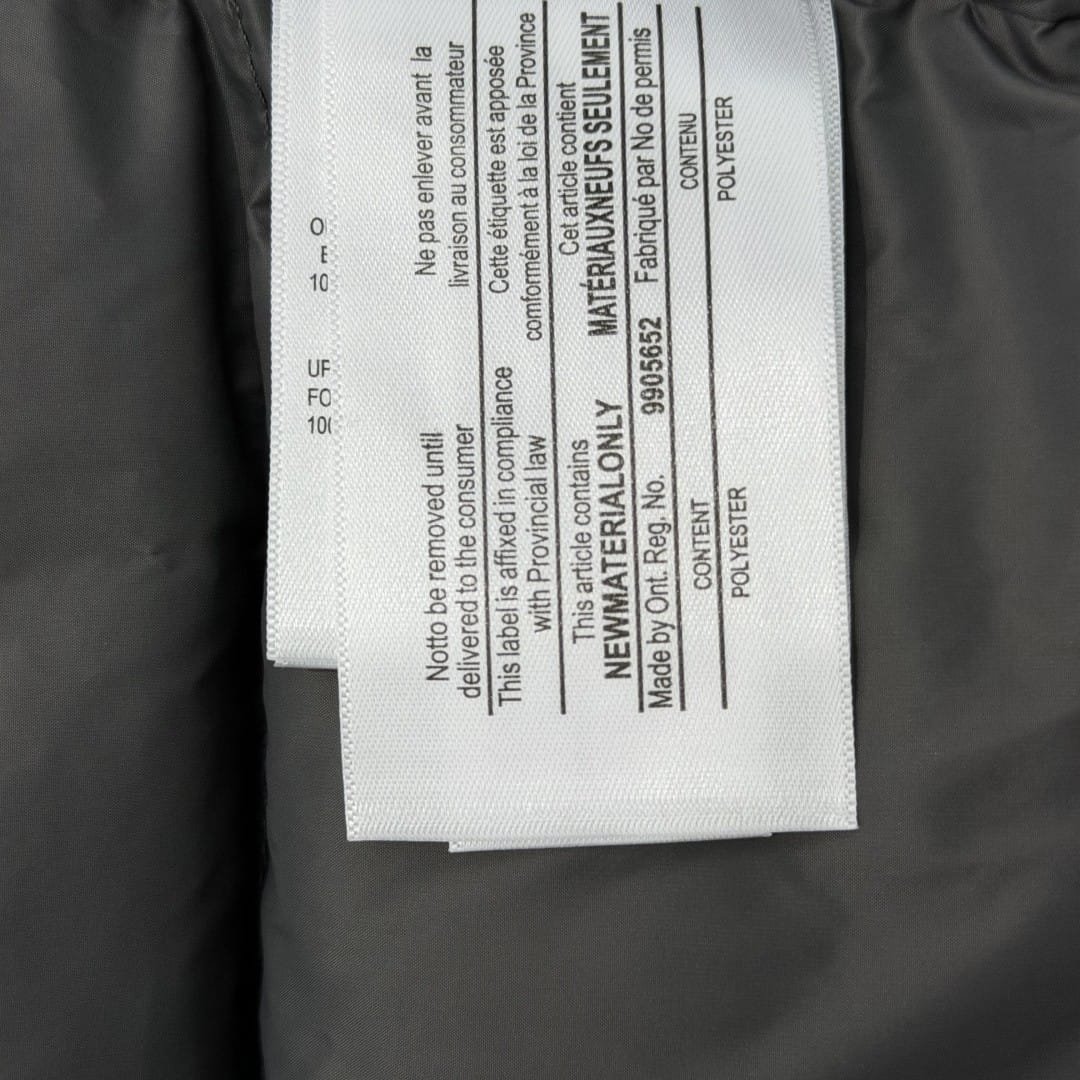 Notto be removed until
delivered to the consumer
Ne pas enlever avant la
livraison au consommateur
This label is affixed in compliance
with Provincial law
Cette étiquette est apposée
comformément à la loi de la Province
This article contains
NEWMATERIALONLY
Cet article contient
MATÉRIAUXNEUFS SEULEMENT
Made by Ont. Reg. No. 9905652 Fabriqué par No de permis
CONTENT CONTENU
POLYESTER POLYESTER
10